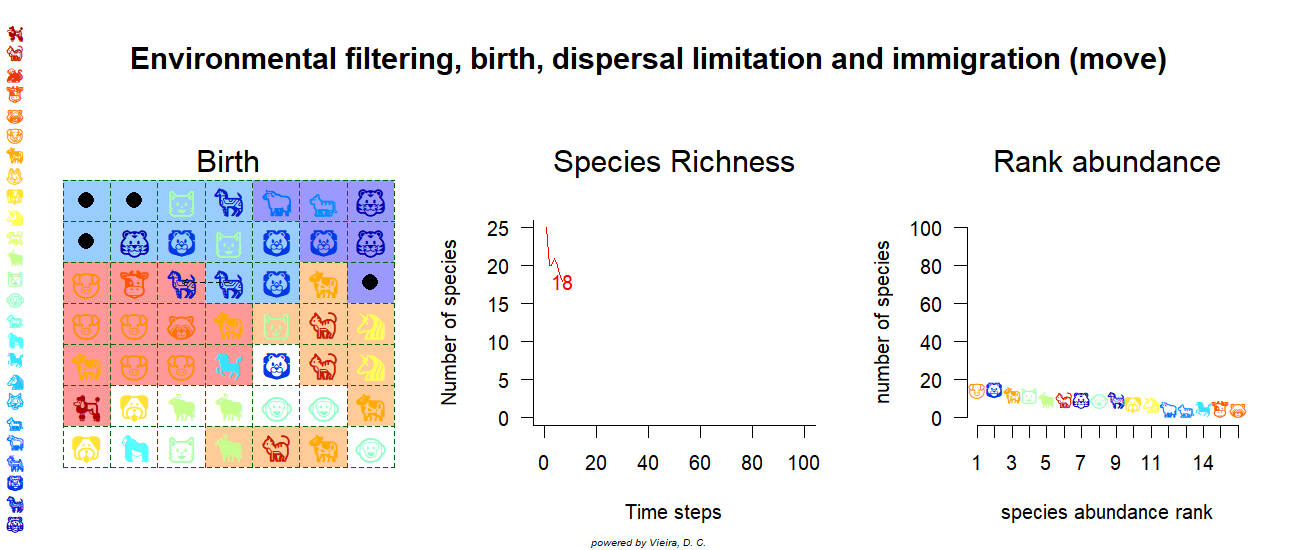 Environmental filtering, birth, dispersal limitation and immigration (move)
Birth
Species Richness
Rank abundance
Number of species
25
20
15
10
5
0
18
0 20 40 60 80 100
Time steps
number of species
100
80
60
40
20
0
1 3 5 7 9 11 14
species abundance rank
powered by Vieira, D. C.